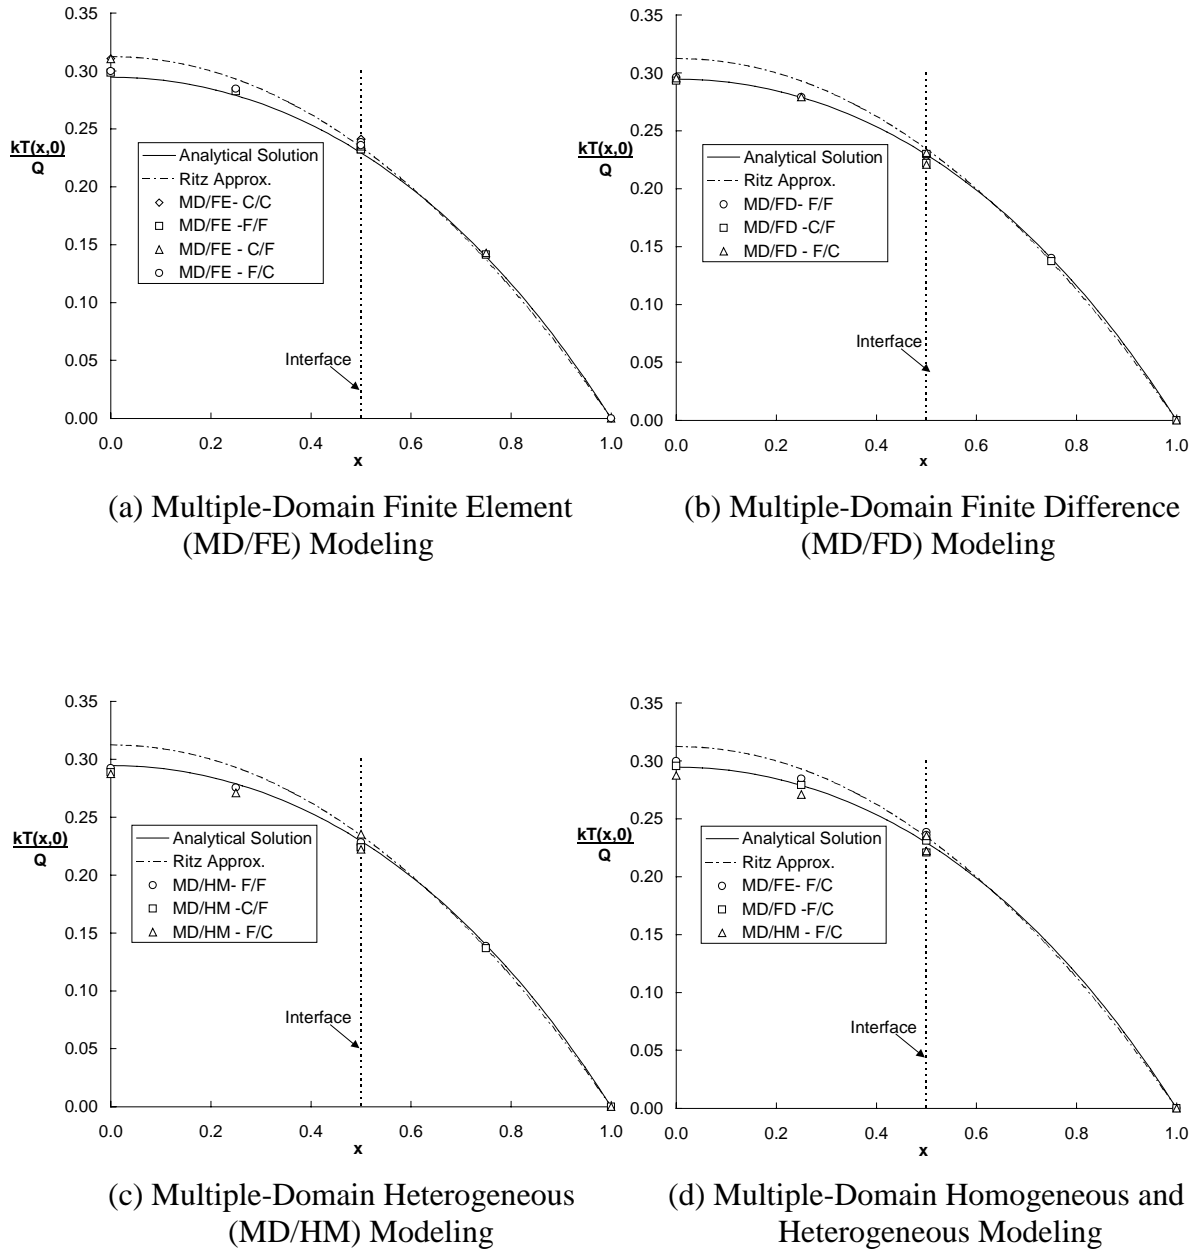 0.35
0.30
0.25
0.20
0.15
0.10
0.05
0.00
kT(x,0)
Q
Analytical Solution
Ritz Approx.
MD/FE- C/C
MD/FE -F/F
MD/FE - C/F
MD/FE - F/C
Interface
0.0 0.2 0.4 0.6 0.8 1.0
x
(a) Multiple-Domain Finite Element
(MD/FE) Modeling
0.35
0.30
0.25
0.20
0.15
0.10
0.05
0.00
kT(x,0)
Q
Analytical Solution
Ritz Approx.
MD/FD- F/F
MD/FD -C/F
MD/FD - F/C
Interface
0.0 0.2 0.4 0.6 0.8 1.0
x
(b) Multiple-Domain Finite Difference
(MD/FD) Modeling
0.35
0.30
0.25
0.20
0.15
0.10
0.05
0.00
kT(x,0)
Q
Analytical Solution
Ritz Approx.
MD/HM- F/F
MD/HM -C/F
MD/HM - F/C
Interface
0.0 0.2 0.4 0.6 0.8 1.0
x
(c) Multiple-Domain Heterogeneous
(MD/HM) Modeling
0.35
0.30
0.25
0.20
0.15
0.10
0.05
0.00
kT(x,0)
Q
Analytical Solution
Ritz Approx.
MD/FE- F/C
MD/FD -F/C
MD/HM - F/C
Interface
0.0 0.2 0.4 0.6 0.8 1.0
x
(d) Multiple-Domain Homogeneous and
Heterogeneous Modeling